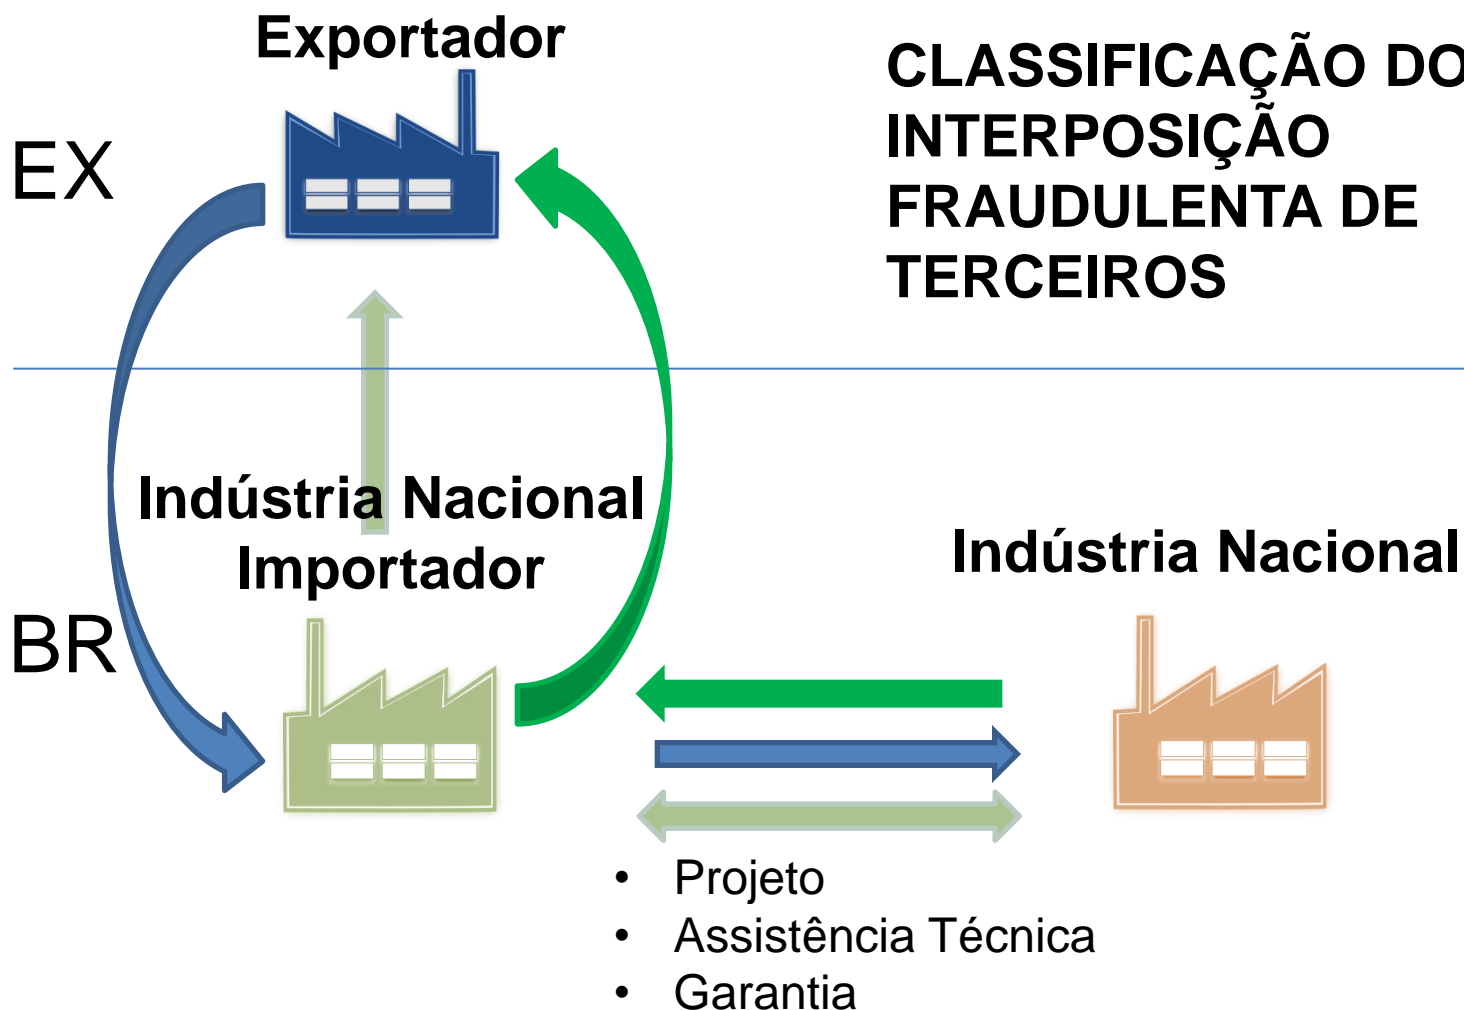 Exportador
CLASSIFICAÇÃO DO
INTERPOSIÇÃO
FRAUDULENTA DE
TERCEIROS
EX
Indústria Nacional
Importador
Indústria Nacional
BR
• Projeto
• Assistência Técnica
• Garantia